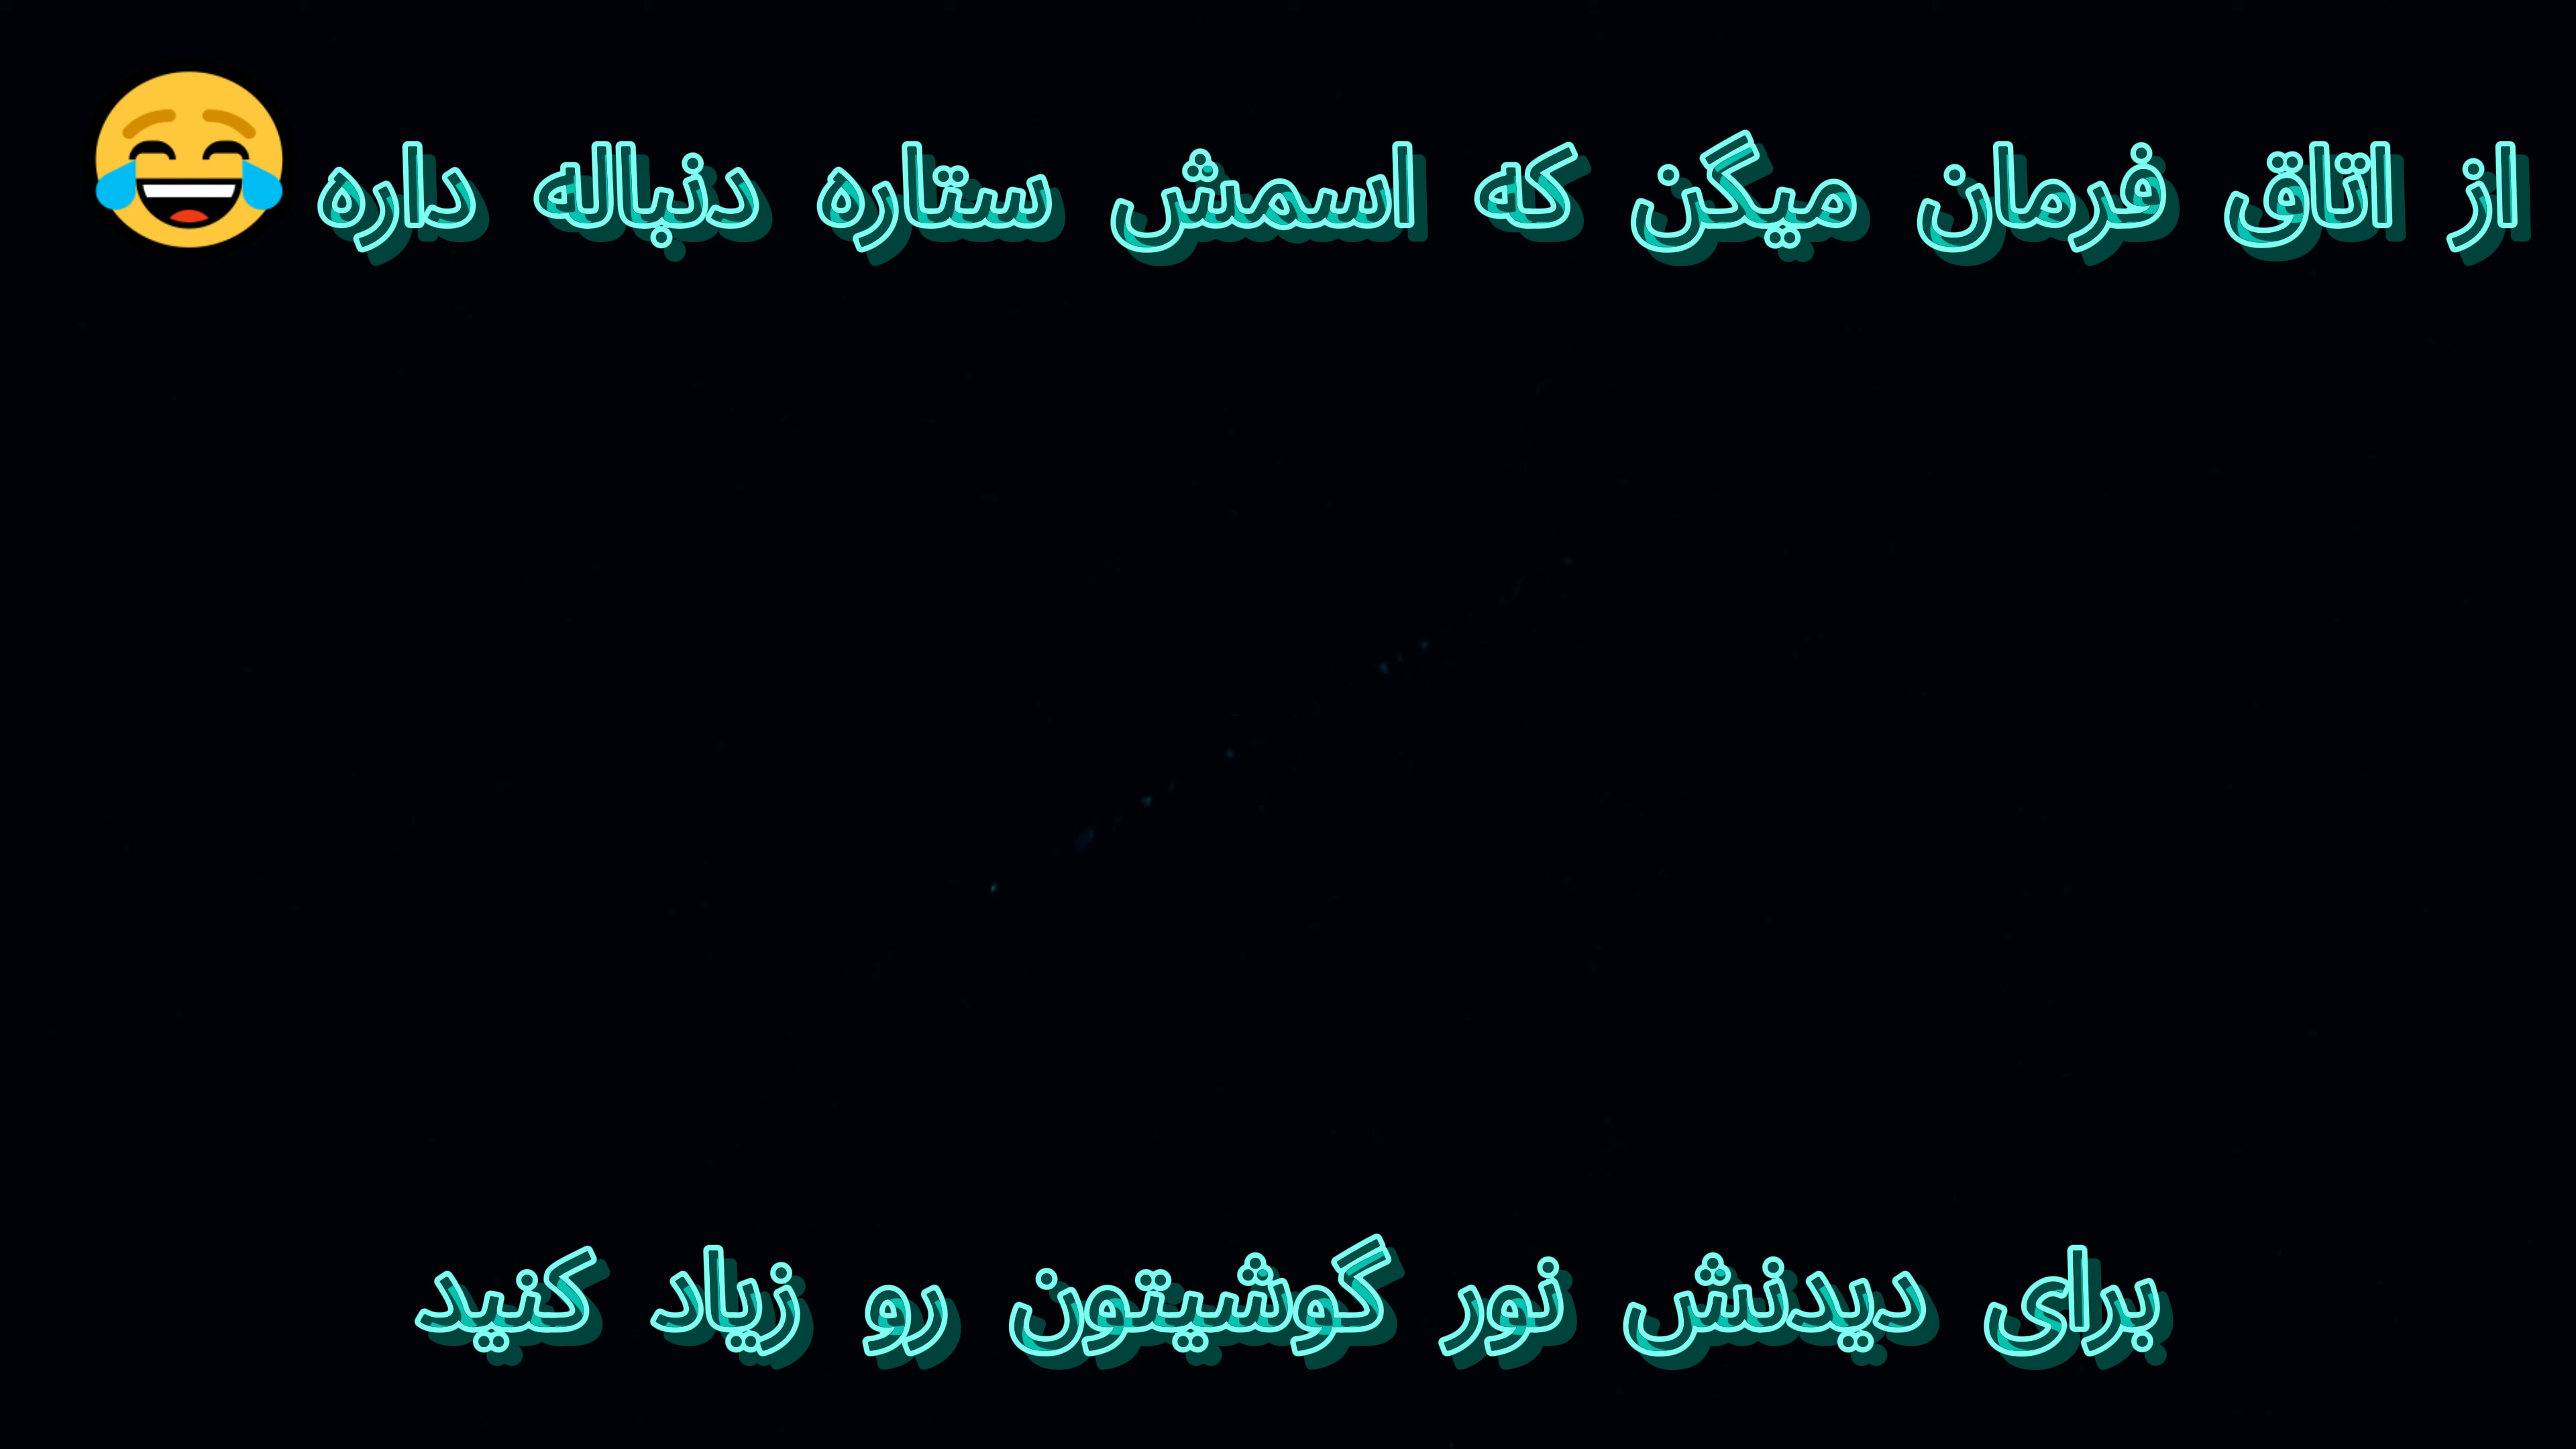 از اتاق فرمان میگن که اسمش ستاره دنباله داره 😂
برای دیدنش نور گوشیتون رو زیاد کنید